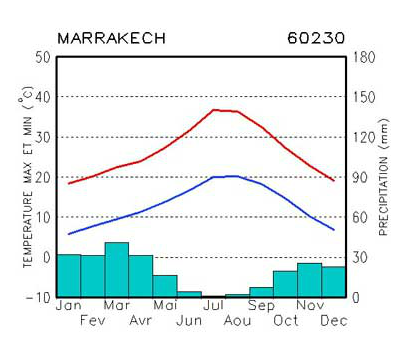 MARRAKECH 60230
50 180
40 150
30 120
20 90
10 60
0 30
-10 0
TEMPERATURE MAX ET MIN (°C)
PRECIPITATION (mm)
Jan Mar Mai Jul Sep Nov
Fev Avr Jun Aou Oct Dec